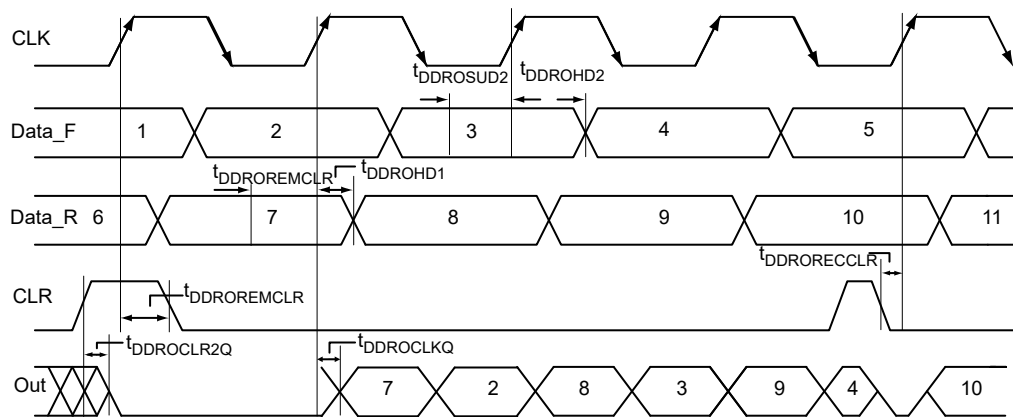 CLK
tDDROSUD2 tDDROHD2
Data_F 1 2 3 4 5
tDDROREMCLR tDDROHD1
Data_R 6 7 8 9 10 11
tDDRORECCLR
CLR tDDROREMCLR
tDDROCLR2Q tDDROCLKQ
Out 7 2 8 3 9 4 10